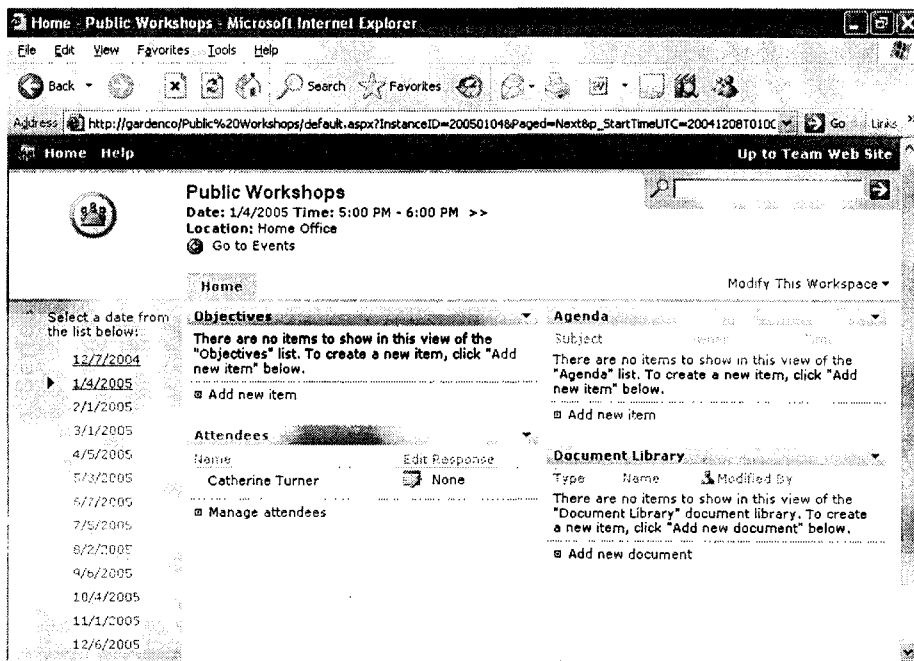 Home - Public Workshops - Microsoft Internet Explorer
File Edit View Favorites Tools Help
Back Search Favorites
Address http://gardenco/Public%20Workshops/default.aspx?InstanceID=20050104&Paged=Next&p_StartTimeUTC=20041208T010C Go Links »
Home Help Up to Team Web Site
Public Workshops
Date: 1/4/2005 Time: 5:00 PM - 6:00 PM >>
Location: Home Office
Go to Events
Home Modify This Workspace
Select a date from
the list below:
12/7/2004
1/4/2005
2/1/2005
3/1/2005
4/5/2005
5/3/2005
6/7/2005
7/5/2005
8/2/2005
9/6/2005
10/4/2005
11/1/2005
12/6/2005
Objectives
There are no items to show in this view of the
"Objectives" list. To create a new item, click "Add
new item" below.
Add new item
Attendees
Name Edit Response
Catherine Turner None
Manage attendees
Agenda
Subject Owner Time
There are no items to show in this view of the
"Agenda" list. To create a new item, click "Add
new item" below.
Add new item
Document Library
Type Name Modified By
There are no items to show in this view of the
"Document Library" document library. To create
a new item, click "Add new document" below.
Add new document